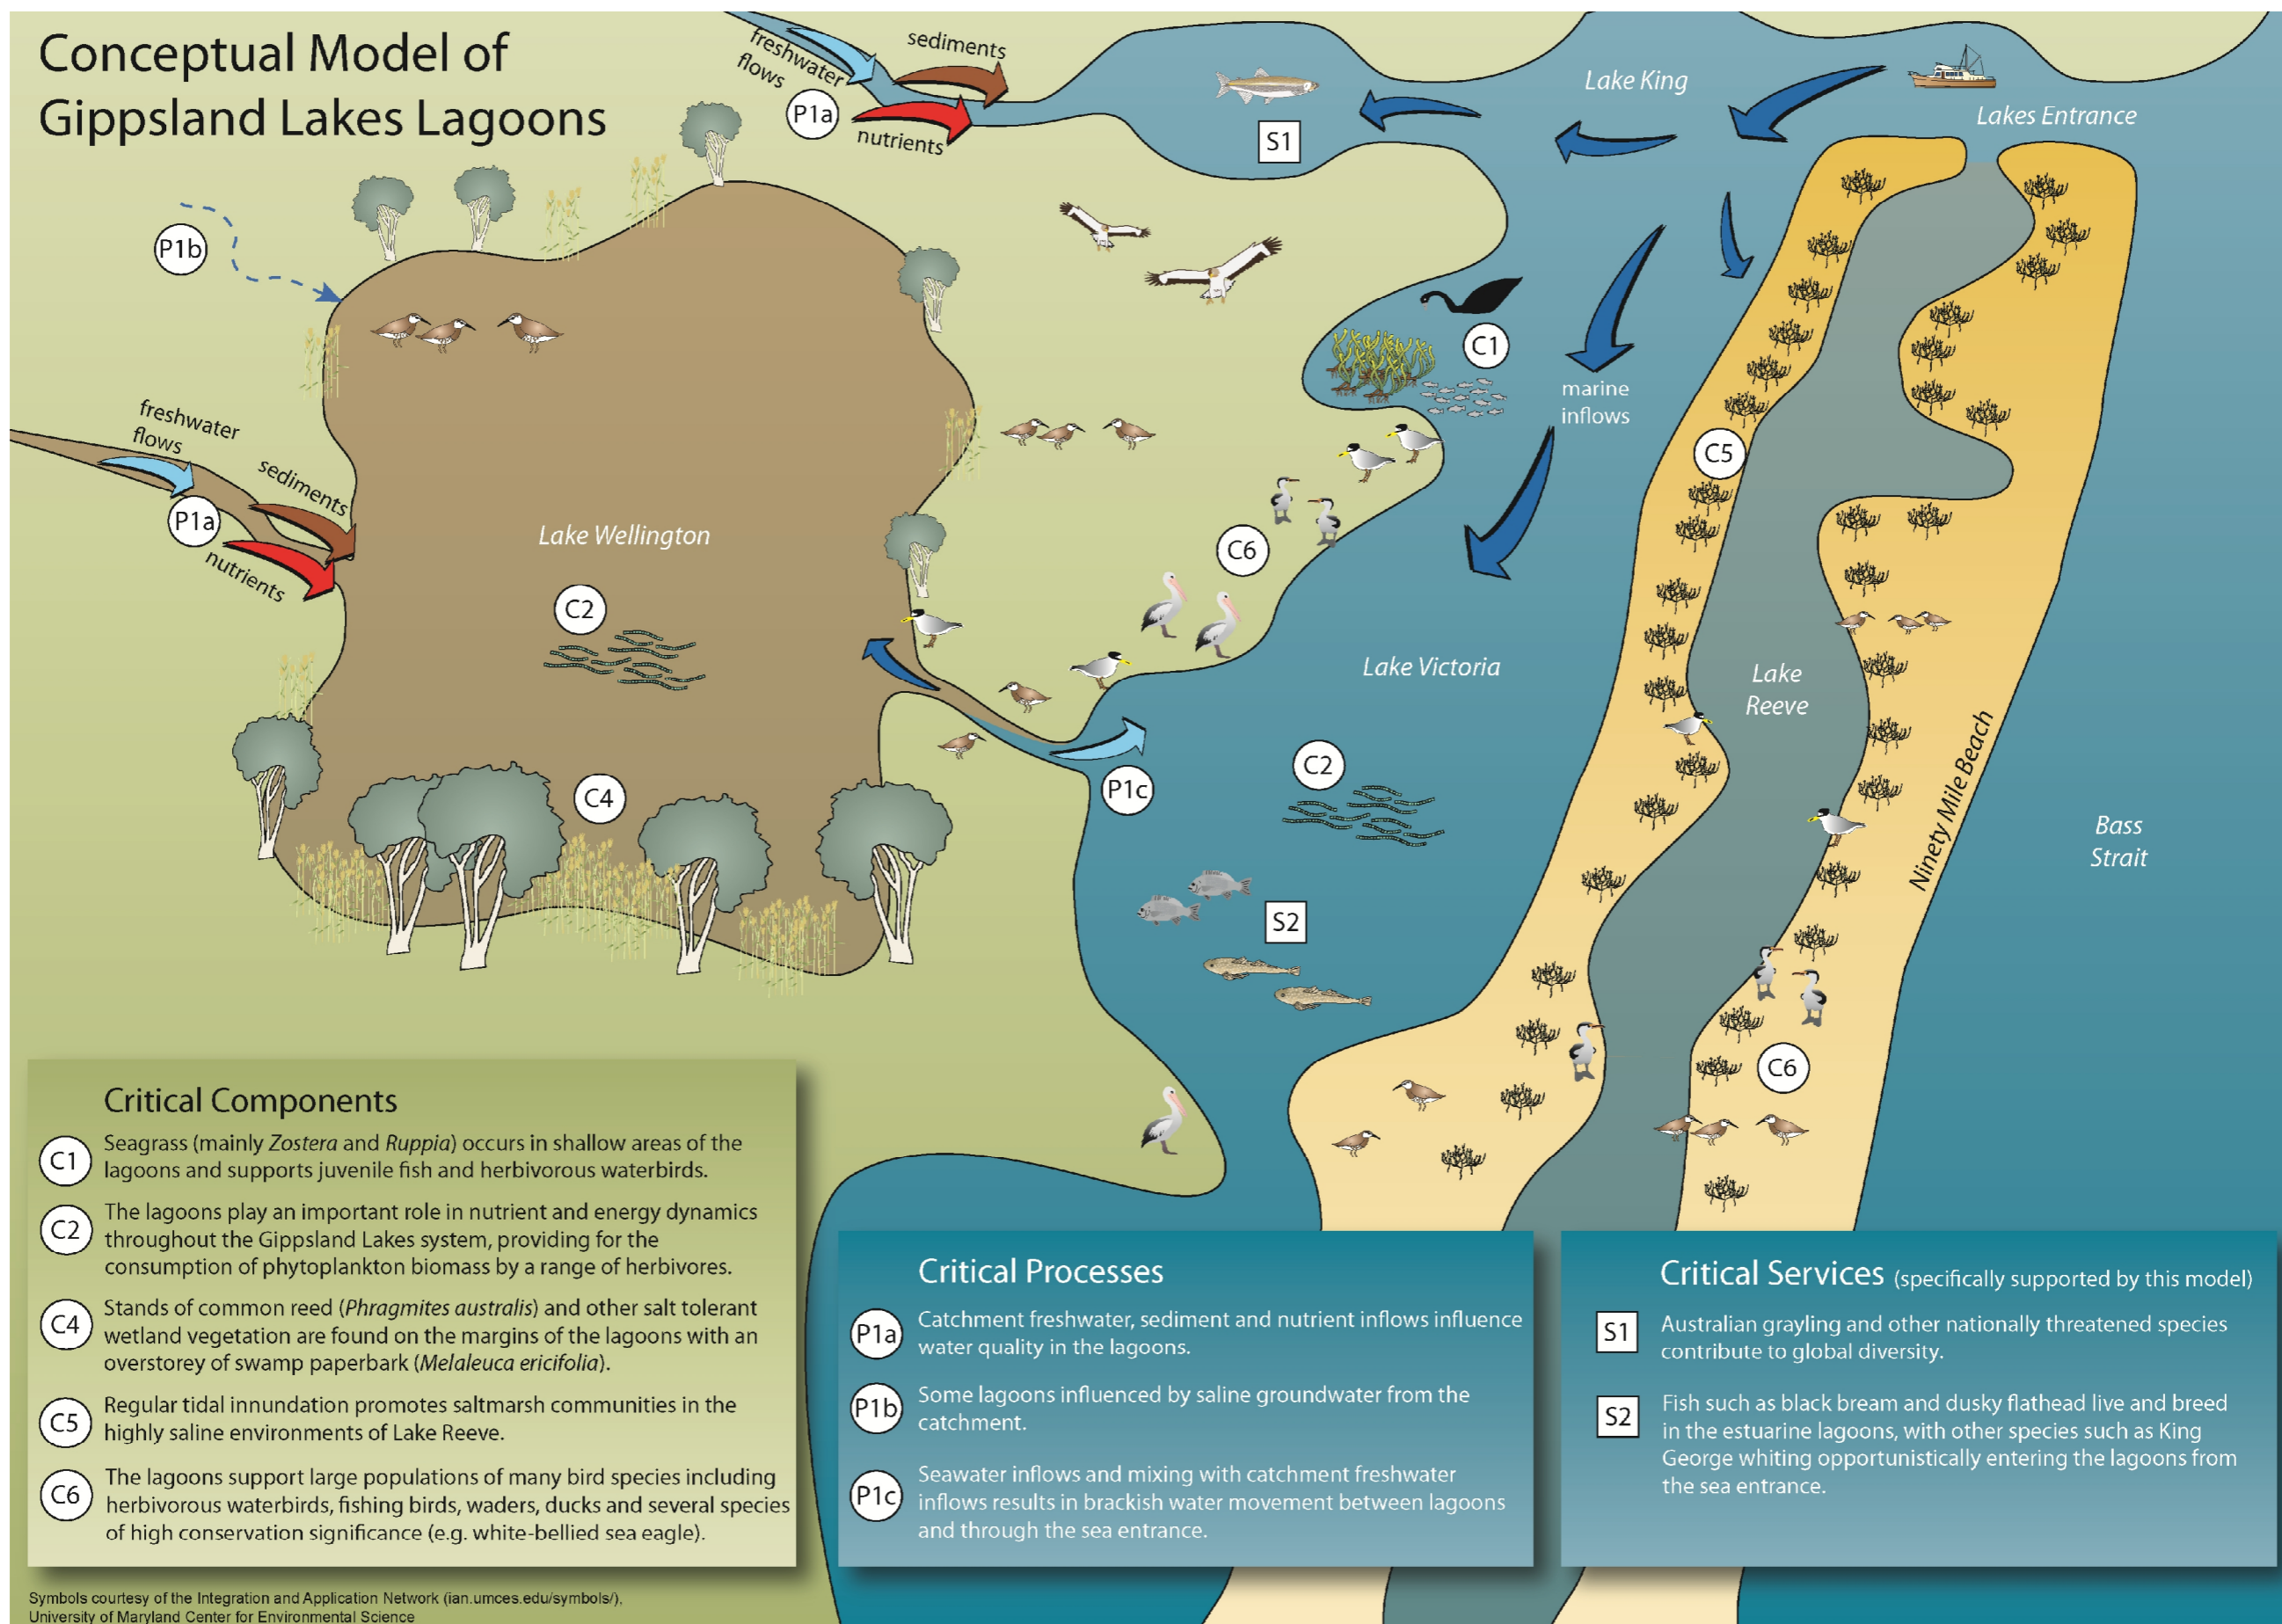 Conceptual Model of
Gippsland Lakes Lagoons
freshwater
flows
sediments
P1a
nutrients
S1
Lake King
Lakes Entrance
P1b
C1
marine
inflows
C5
freshwater
flows
sediments
P1a
nutrients
Lake Wellington
C2
C6
Lake Victoria
Lake
Reeve
Ninety Mile Beach
Bass
Strait
C4
P1c
C2
S2
C6
Critical Components
C1
Seagrass (mainly Zostera and Ruppia) occurs in shallow areas of the
lagoons and supports juvenile fish and herbivorous waterbirds.
C2
The lagoons play an important role in nutrient and energy dynamics
throughout the Gippsland Lakes system, providing for the
consumption of phytoplankton biomass by a range of herbivores.
C4
Stands of common reed (Phragmites australis) and other salt tolerant
wetland vegetation are found on the margins of the lagoons with an
overstorey of swamp paperbark (Melaleuca ericifolia).
C5
Regular tidal innundation promotes saltmarsh communities in the
highly saline environments of Lake Reeve.
C6
The lagoons support large populations of many bird species including
herbivorous waterbirds, fishing birds, waders, ducks and several species
of high conservation significance (e.g. white-bellied sea eagle).
Critical Processes
P1a
Catchment freshwater, sediment and nutrient inflows influence
water quality in the lagoons.
P1b
Some lagoons influenced by saline groundwater from the
catchment.
P1c
Seawater inflows and mixing with catchment freshwater
inflows results in brackish water movement between lagoons
and through the sea entrance.
Critical Services (specifically supported by this model)
S1
Australian grayling and other nationally threatened species
contribute to global diversity.
S2
Fish such as black bream and dusky flathead live and breed
in the estuarine lagoons, with other species such as King
George whiting opportunistically entering the lagoons from
the sea entrance.
Symbols courtesy of the Integration and Application Network (ian.umces.edu/symbols/),
University of Maryland Center for Environmental Science